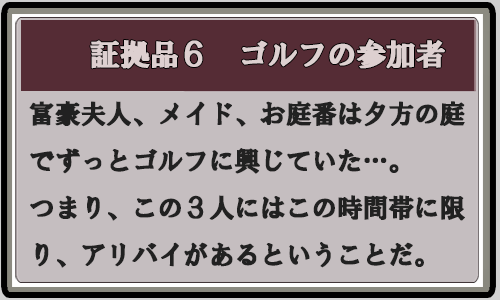 証拠品６　ゴルフの参加者
富豪夫人、メイド、お庭番は夕方の庭
でずっとゴルフに興じていた…。
つまり、この３人にはこの時間帯に限
り、アリバイがあるということだ。